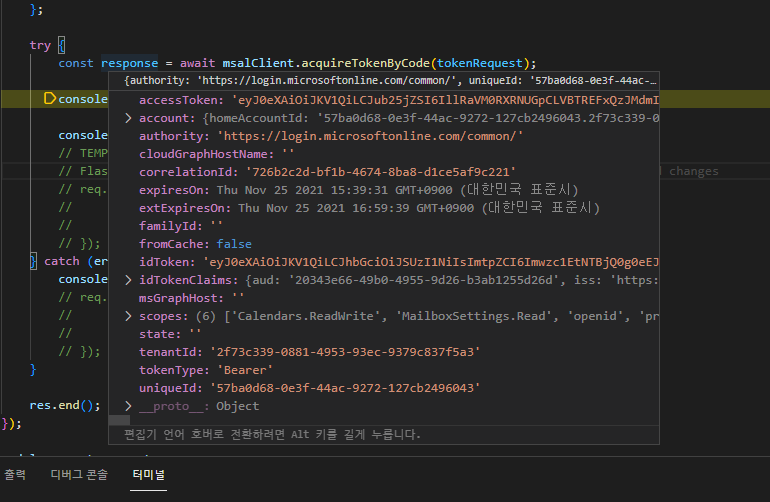 };
try {
const response = await msalClient.acquireTokenByCode(tokenRequest);
{authority: 'https://login.microsoftonline.com/common/', uniqueId: '57ba0d68-0e3f-44ac-…
console
accessToken:
account: {homeAccountId: '57ba0d68-0e3f-44ac-9272-127cb2496043.2f73c339-0
authority: 'https://login.microsoftonline.com/common/'
console
cloudGraphHostName: ''
// TEMP
correlationId: '726b2c2d-bf1b-4674-8ba8-d1ce5af9c221'
// Flas
changes
expiresOn: Thu Nov 25 2021 15:39:31 GMT+0900 (대한민국 표준시)
// req.
extExpiresOn: Thu Nov 25 2021 16:59:39 GMT+0900 (대한민국 표준시)
//
familyId: ''
//
fromCache: false
// });
idToken:
} catch (er
idTokenClaims: {aud: '20343e66-49b0-4955-9d26-b3ab1255d26d', iss: 'https:
console
msGraphHost: ''
// req.
scopes: (6) ['Calendars.ReadWrite', 'MailboxSettings.Read', 'openid', 'pr
//
state: ''
//
tenantId: '2f73c339-0881-4953-93ec-9379c837f5a3'
// });
tokenType: 'Bearer'
}
uniqueId: '57ba0d68-0e3f-44ac-9272-127cb2496043'
res.end();
__proto__: Object
});
편집기 언어 호버로 전환하려면 Alt 키를 길게 누릅니다.
출력 디버그 콘솔 터미널